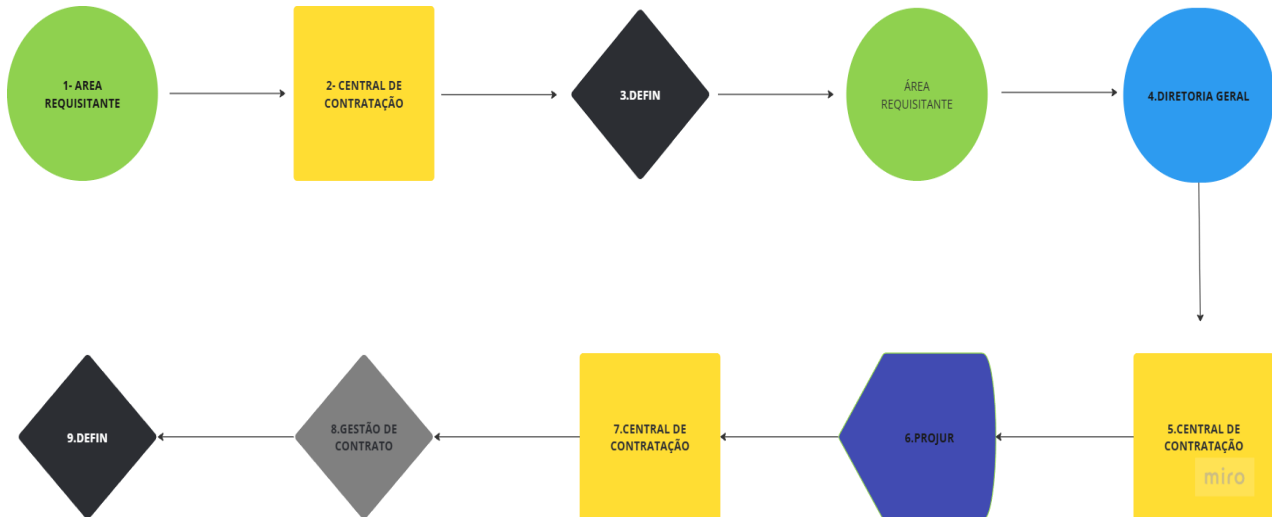 1- AREA
REQUISITANTE
2- CENTRAL DE
CONTRATAÇÃO
3.DEFIN
ÁREA
REQUISITANTE
4.DIRETORIA GERAL
5.CENTRAL DE
CONTRATAÇÃO
6.PROJUR
7.CENTRAL DE
CONTRATAÇÃO
8.GESTÃO DE
CONTRATO
9.DEFIN
miro